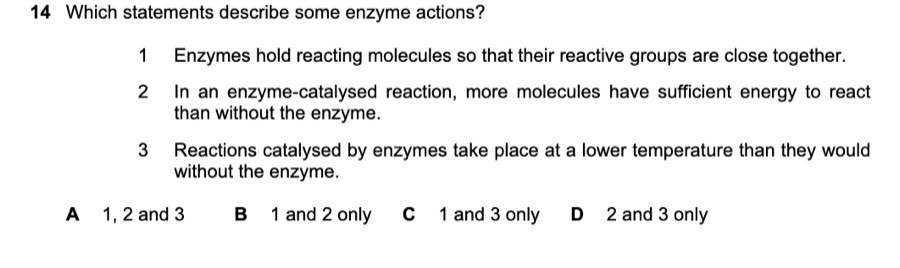 14 Which statements describe some enzyme actions?
1 Enzymes hold reacting molecules so that their reactive groups are close together.
2 In an enzyme-catalysed reaction, more molecules have sufficient energy to react
than without the enzyme.
3 Reactions catalysed by enzymes take place at a lower temperature than they would
without the enzyme.
A 1, 2 and 3 B 1 and 2 only C 1 and 3 only D 2 and 3 only